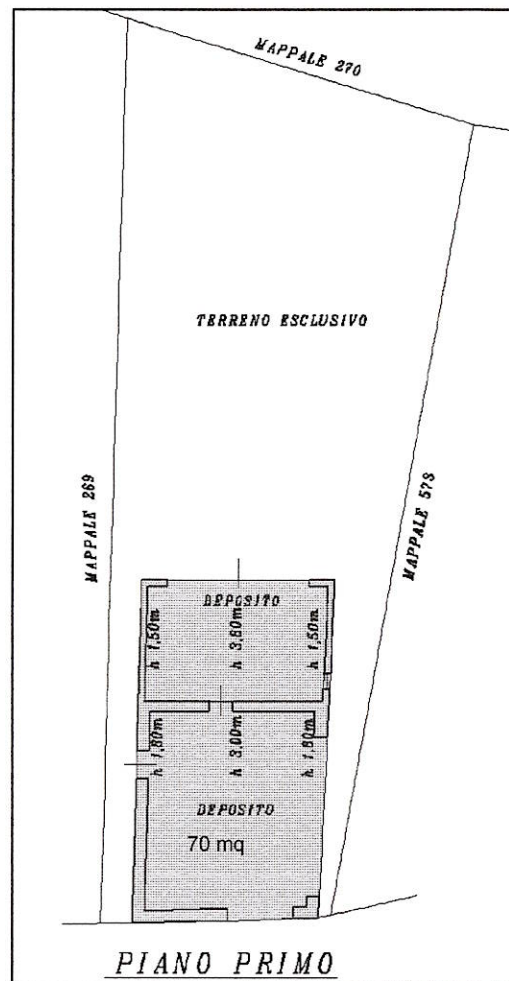 MAPPALE 270
TERRENO ESCLUSIVO
MAPPALE 269
MAPPALE 573
DEPOSITO
h 1,50m
h 3,80m
h 1,50m
h 1,80m
h 3,00m
h 1,80m
DEPOSITO
70 mq
PIANO PRIMO